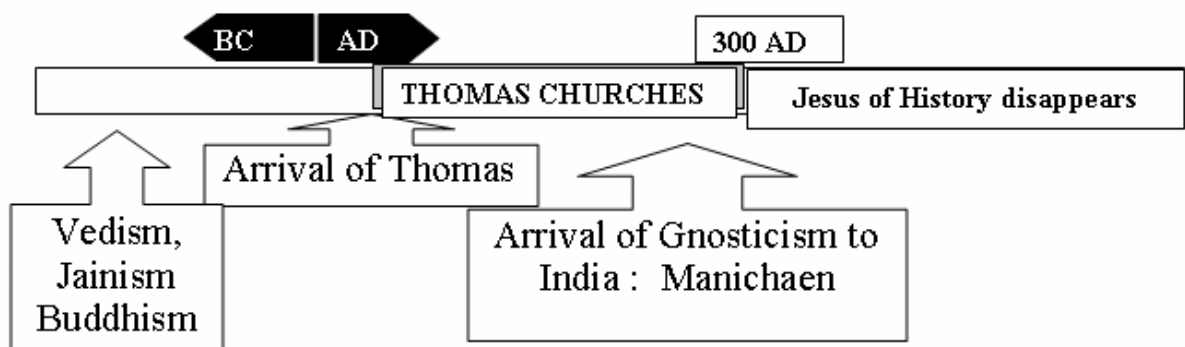 BC
AD
300 AD
THOMAS CHURCHES
Jesus of History disappears
Arrival of Thomas
Vedism,
Jainism
Buddhism
Arrival of Gnosticism to
India : Manichaen